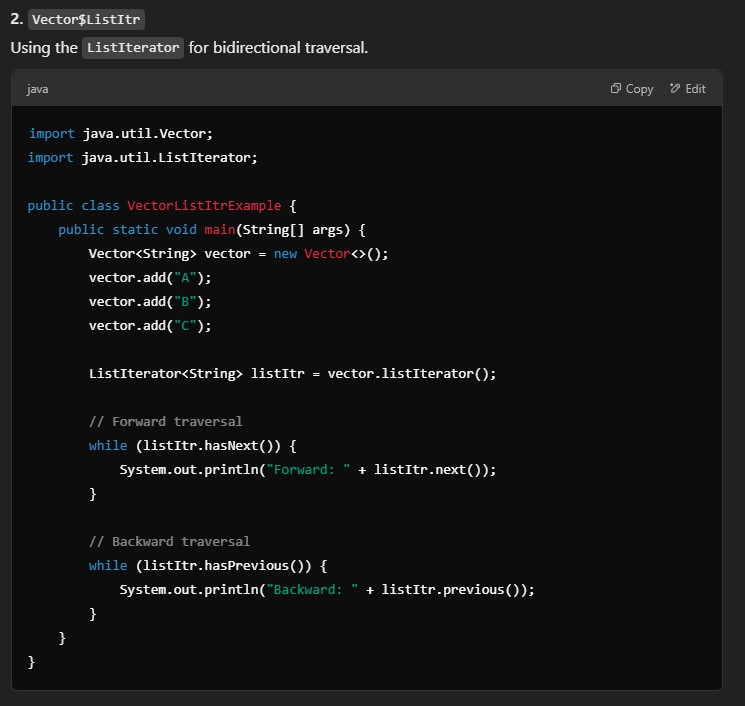 2. Vector$ListItr
Using the ListIterator for bidirectional traversal.
java Copy Edit
import java.util.Vector;
import java.util.ListIterator;
public class VectorListItrExample {
    public static void main(String[] args) {
        Vector<String> vector = new Vector<>();
        vector.add("A");
        vector.add("B");
        vector.add("C");
        ListIterator<String> listItr = vector.listIterator();
        // Forward traversal
        while (listItr.hasNext()) {
            System.out.println("Forward: " + listItr.next());
        }
        // Backward traversal
        while (listItr.hasPrevious()) {
            System.out.println("Backward: " + listItr.previous());
        }
    }
}